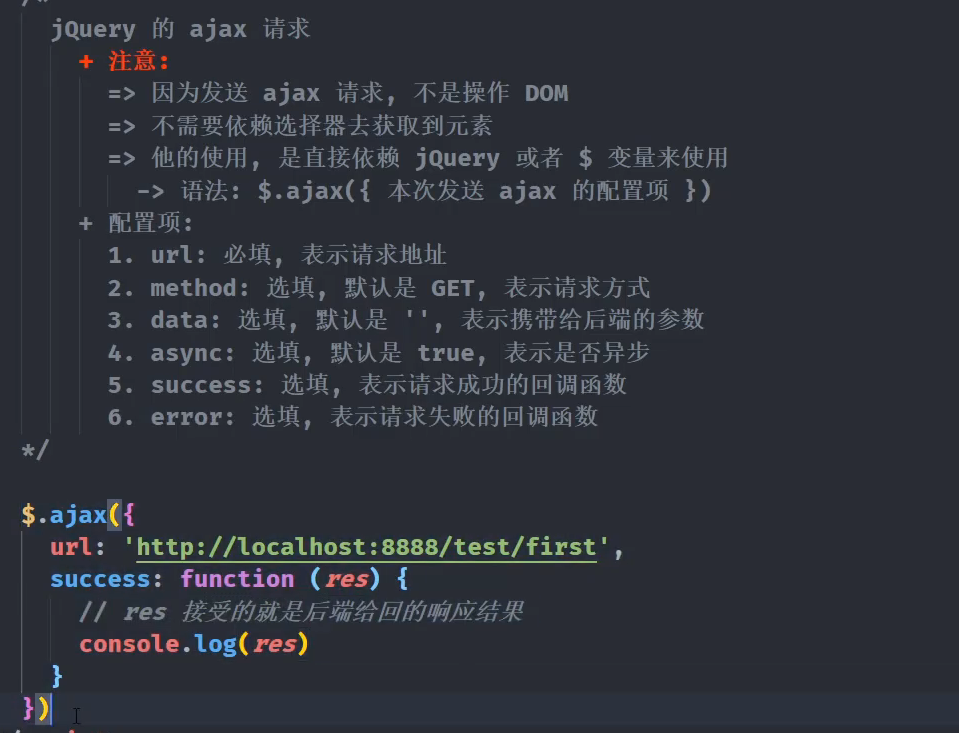 jQuery 的 ajax 请求
+ 注意:
=> 因为发送 ajax 请求, 不是操作 DOM
=> 不需要依赖选择器去获取到元素
=> 他的使用, 是直接依赖 jQuery 或者 $ 变量来使用
-> 语法: $.ajax({ 本次发送 ajax 的配置项 })
+ 配置项:
1. url: 必填, 表示请求地址
2. method: 选填, 默认是 GET, 表示请求方式
3. data: 选填, 默认是 '', 表示携带给后端的参数
4. async: 选填, 默认是 true, 表示是否异步
5. success: 选填, 表示请求成功的回调函数
6. error: 选填, 表示请求失败的回调函数
*/
$.ajax({
url: 'http://localhost:8888/test/first',
success: function (res) {
// res 接受的就是后端给回的响应结果
console.log(res)
}
})